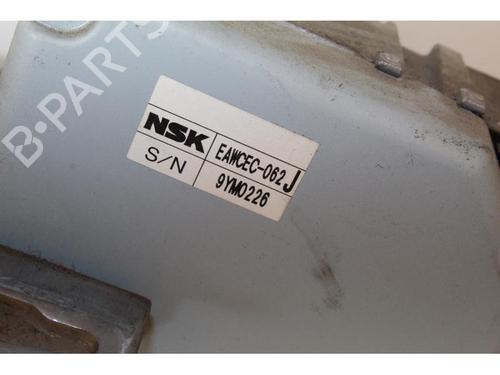 B-PARTS
NSK EAWCEC-062 J
S/N 9YM0226